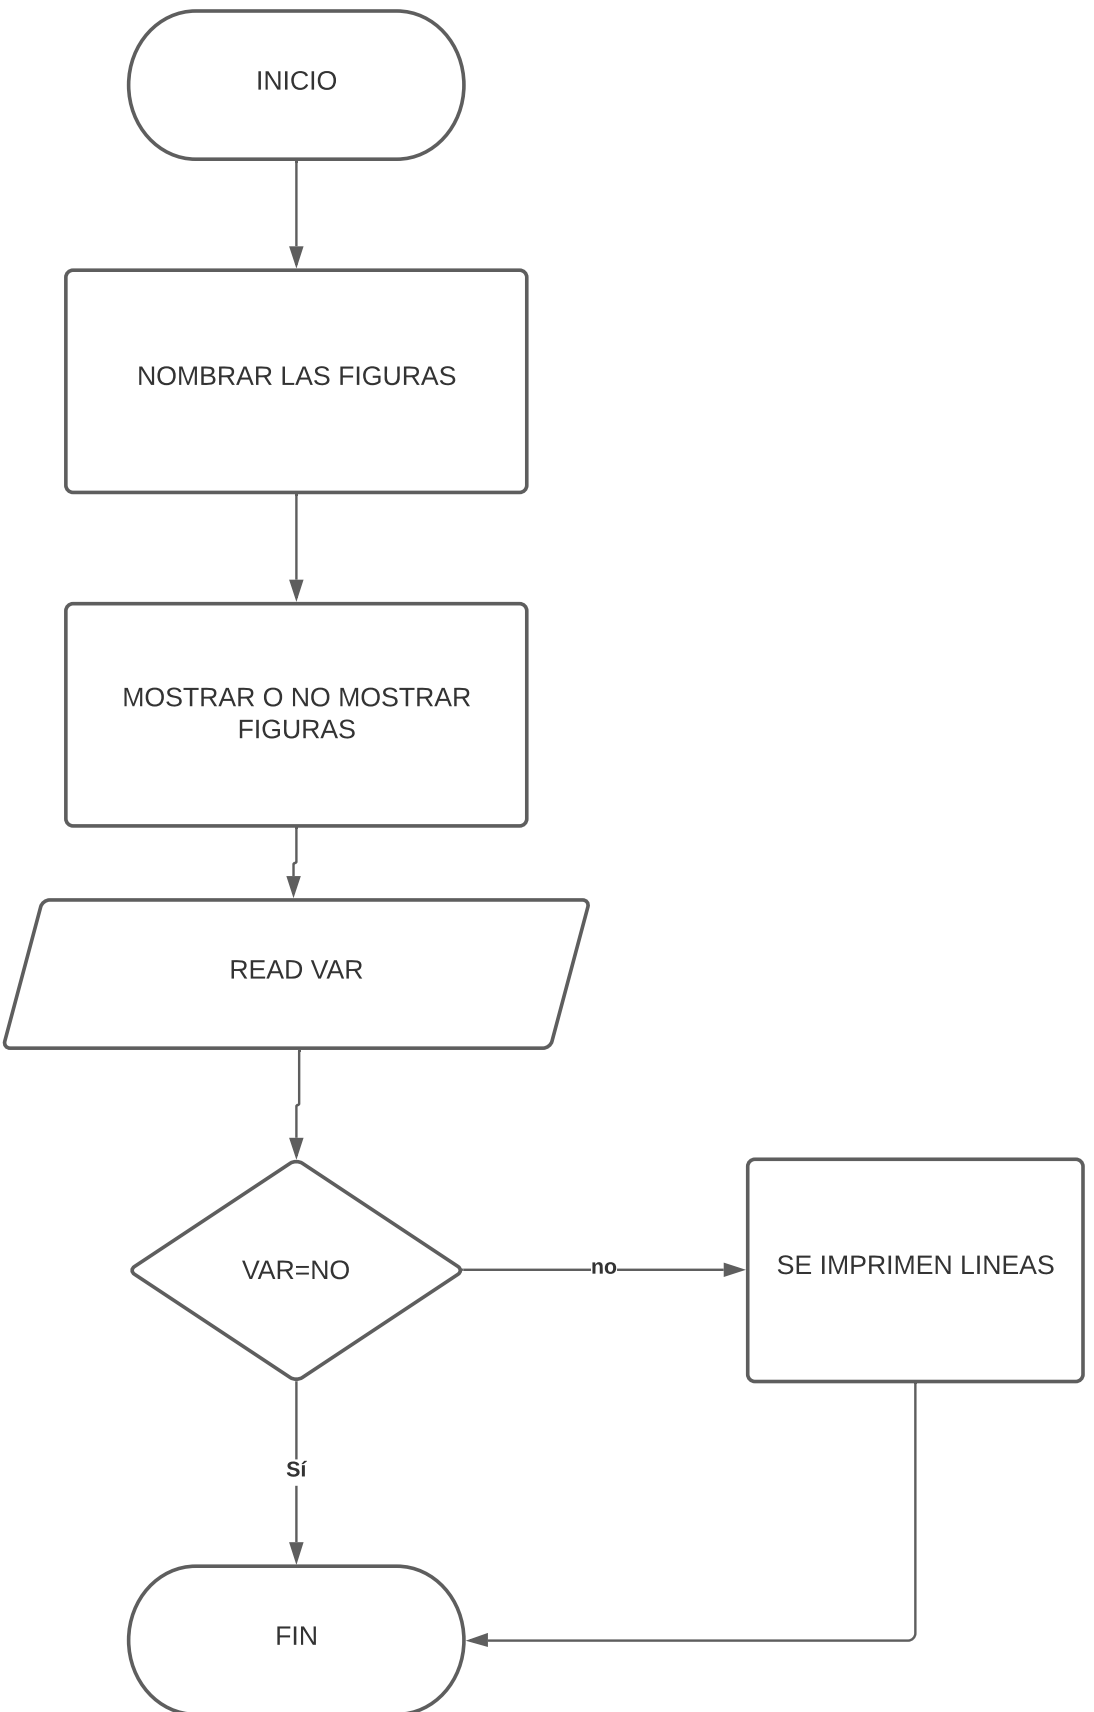 INICIO
NOMBRAR LAS FIGURAS
MOSTRAR O NO MOSTRAR
FIGURAS
READ VAR
VAR=NO
no
SE IMPRIMEN LINEAS
Sí
FIN